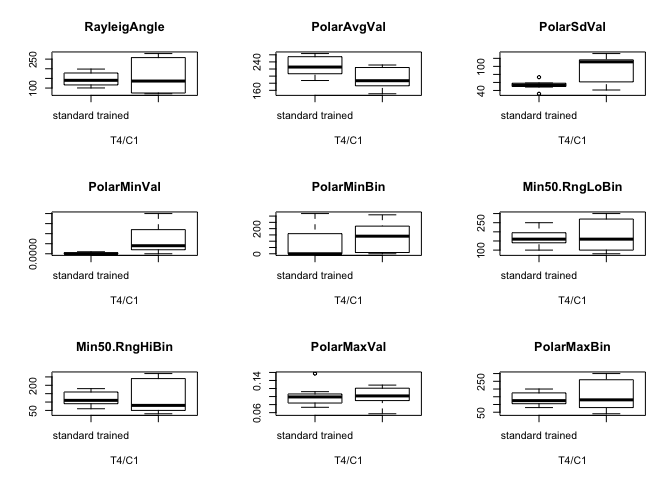 RayleigAngle
250
100
standard trained
T4/C1
PolarAvgVal
240
160
standard trained
T4/C1
PolarSdVal
100
40
standard trained
T4/C1
PolarMinVal
0.0000
standard trained
T4/C1
PolarMinBin
200
0
standard trained
T4/C1
Min50.RngLoBin
250
100
standard trained
T4/C1
Min50.RngHiBin
200
50
standard trained
T4/C1
PolarMaxVal
0.14
0.06
standard trained
T4/C1
PolarMaxBin
250
50
standard trained
T4/C1